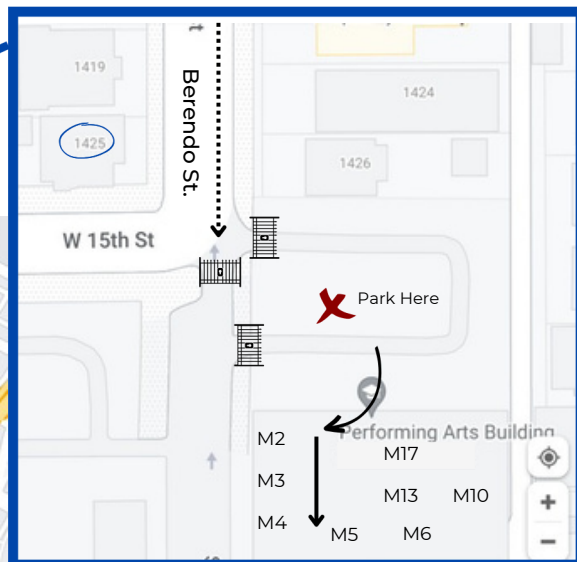 1419
1424
1425
1426
Berendo St.
W 15th St
Park Here
Performing Arts Building
M2
M17
M3
M13
M10
M4
M5
M6